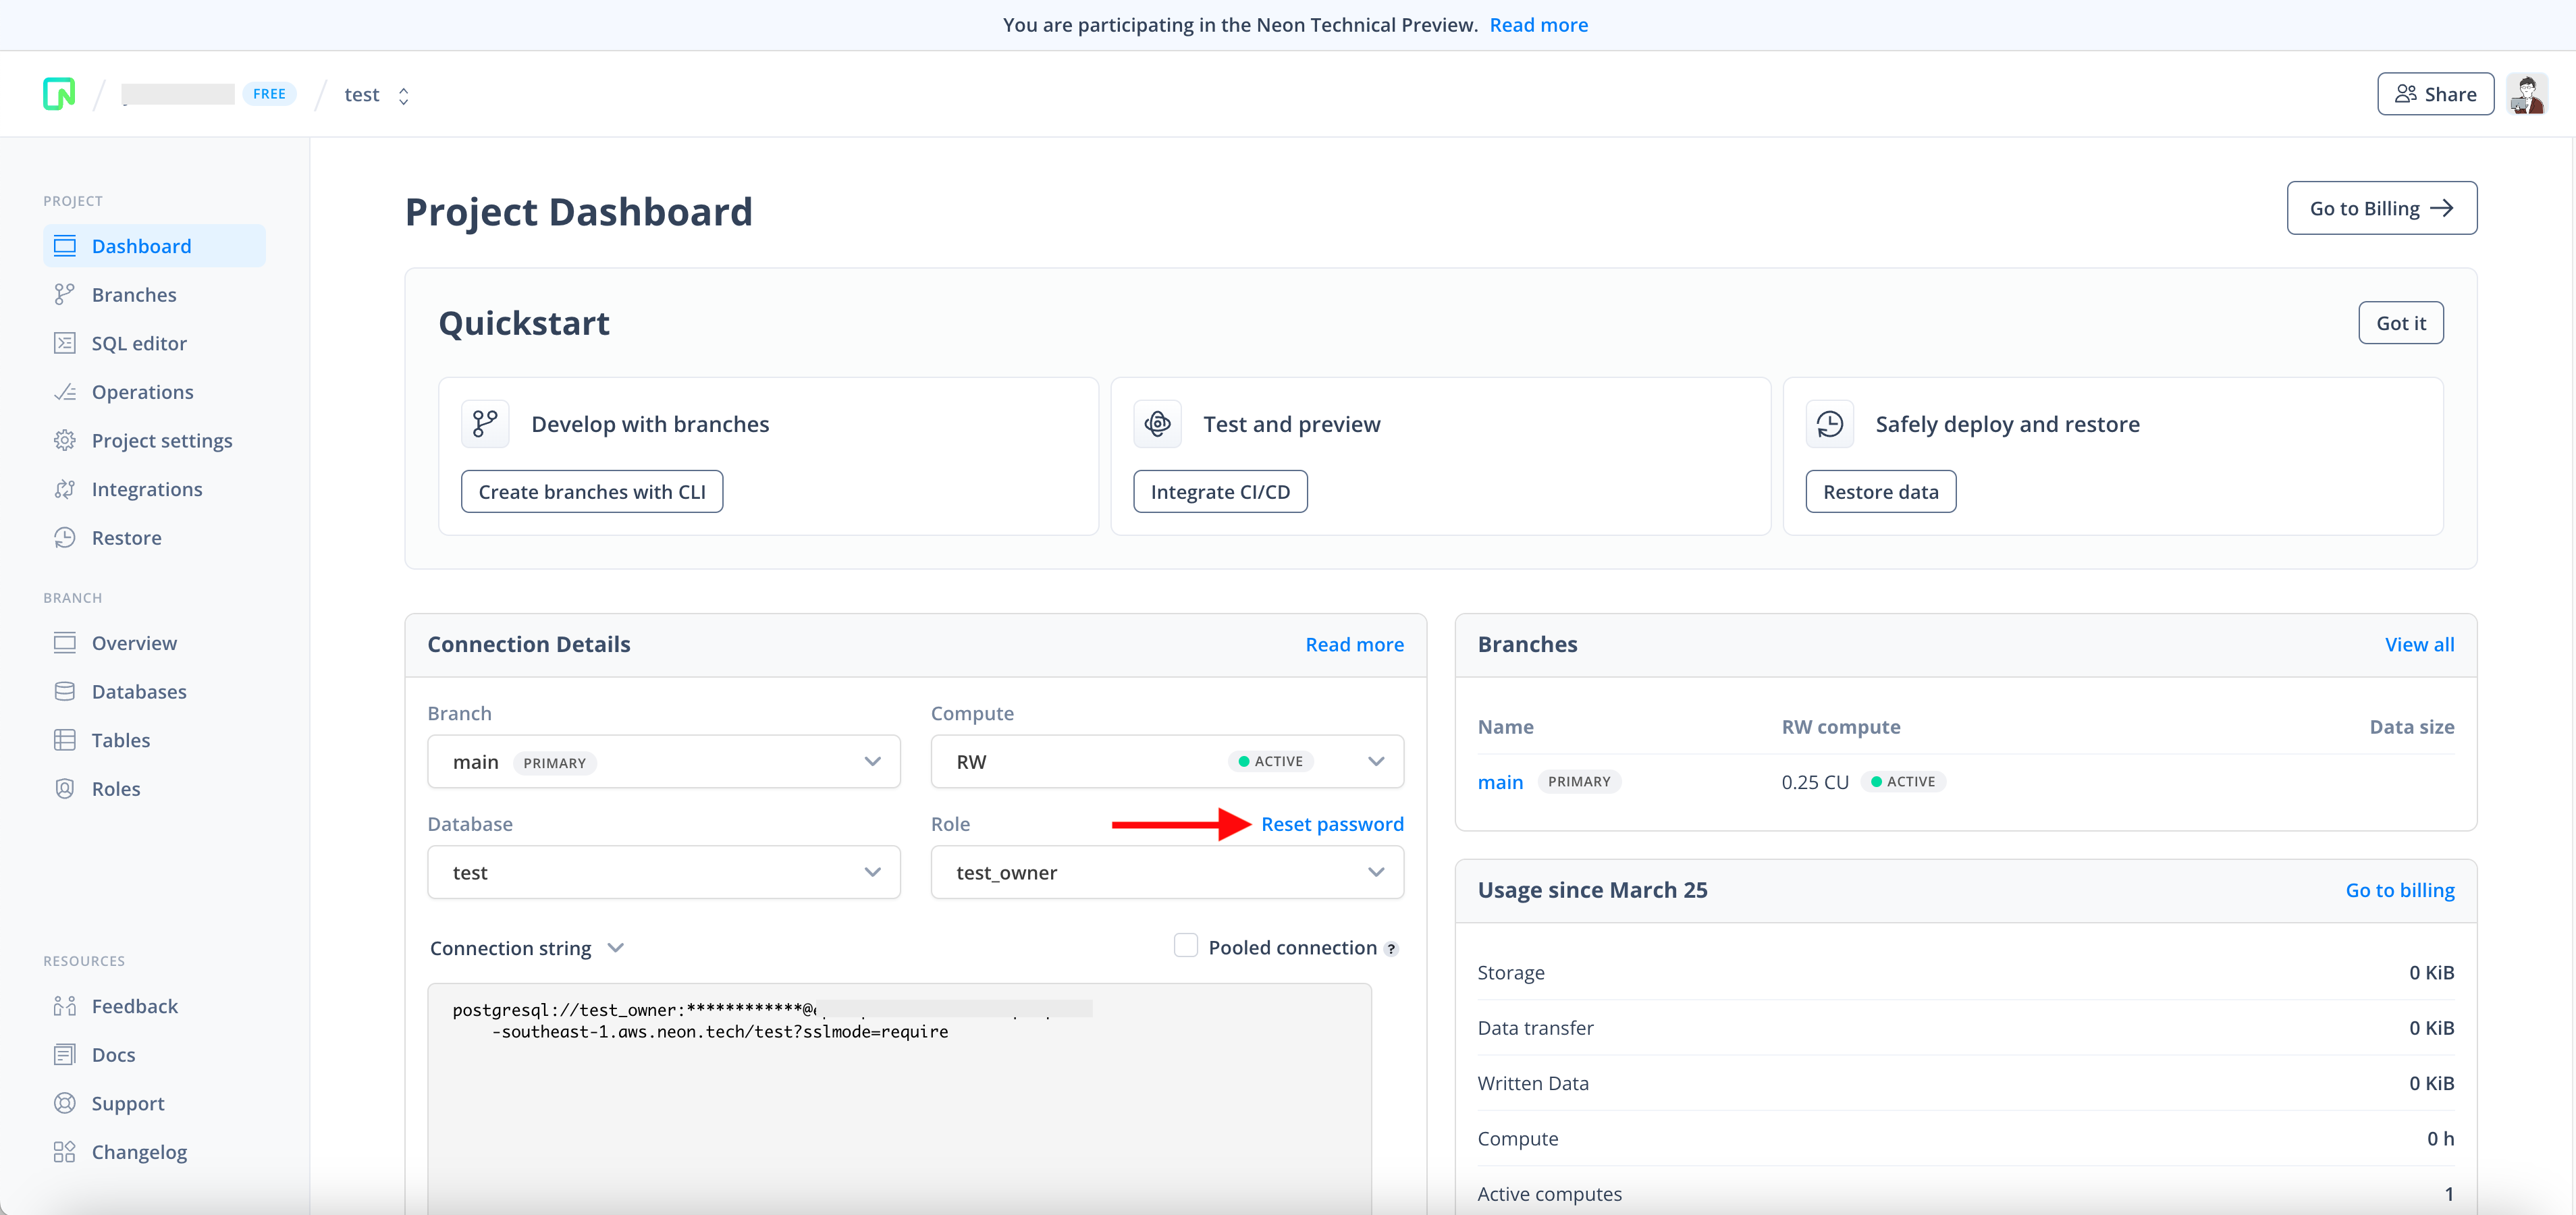 You are participating in the Neon Technical Preview. Read more
FREE
test
Share
PROJECT
Dashboard
Branches
SQL editor
Operations
Project settings
Integrations
Restore
BRANCH
Overview
Databases
Tables
Roles
RESOURCES
Feedback
Docs
Support
Changelog
Project Dashboard
Go to Billing
Quickstart
Got it
Develop with branches
Create branches with CLI
Test and preview
Integrate CI/CD
Safely deploy and restore
Restore data
Connection Details
Read more
Branch
main PRIMARY
Compute
RW ACTIVE
Database
test
Role
Reset password
test_owner
Connection string
Pooled connection ?
postgresql://test_owner:************@
-southeast-1.aws.neon.tech/test?sslmode=require
Branches
View all
Name RW compute Data size
main PRIMARY 0.25 CU ACTIVE
Usage since March 25
Go to billing
Storage 0 KiB
Data transfer 0 KiB
Written Data 0 KiB
Compute 0 h
Active computes 1